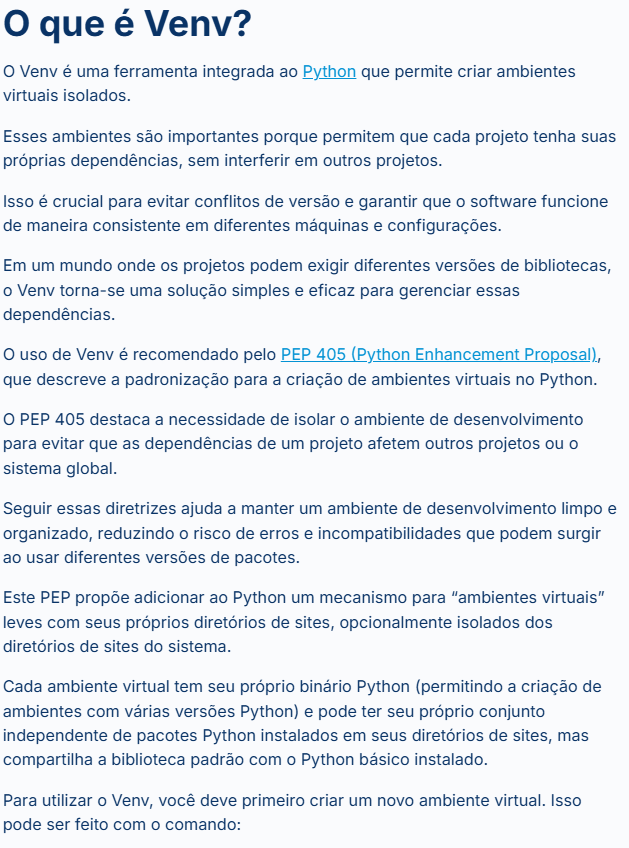 O que é Venv?
O Venv é uma ferramenta integrada ao Python que permite criar ambientes
virtuais isolados.
Esses ambientes são importantes porque permitem que cada projeto tenha suas
próprias dependências, sem interferir em outros projetos.
Isso é crucial para evitar conflitos de versão e garantir que o software funcione
de maneira consistente em diferentes máquinas e configurações.
Em um mundo onde os projetos podem exigir diferentes versões de bibliotecas,
o Venv torna-se uma solução simples e eficaz para gerenciar essas
dependências.
O uso de Venv é recomendado pelo PEP 405 (Python Enhancement Proposal),
que descreve a padronização para a criação de ambientes virtuais no Python.
O PEP 405 destaca a necessidade de isolar o ambiente de desenvolvimento
para evitar que as dependências de um projeto afetem outros projetos ou o
sistema global.
Seguir essas diretrizes ajuda a manter um ambiente de desenvolvimento limpo e
organizado, reduzindo o risco de erros e incompatibilidades que podem surgir
ao usar diferentes versões de pacotes.
Este PEP propõe adicionar ao Python um mecanismo para “ambientes virtuais”
leves com seus próprios diretórios de sites, opcionalmente isolados dos
diretórios de sites do sistema.
Cada ambiente virtual tem seu próprio binário Python (permitindo a criação de
ambientes com várias versões Python) e pode ter seu próprio conjunto
independente de pacotes Python instalados em seus diretórios de sites, mas
compartilha a biblioteca padrão com o Python básico instalado.
Para utilizar o Venv, você deve primeiro criar um novo ambiente virtual. Isso
pode ser feito com o comando: